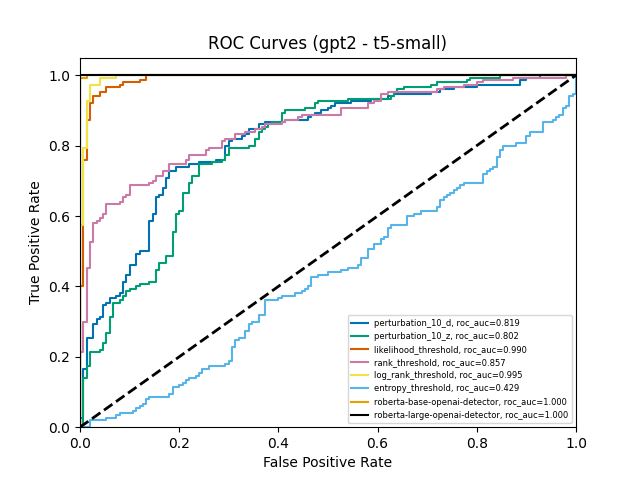 ROC Curves (gpt2 - t5-small)
True Positive Rate
1.0
0.8
0.6
0.4
0.2
0.0
perturbation_10_d, roc_auc=0.819
perturbation_10_z, roc_auc=0.802
likelihood_threshold, roc_auc=0.990
rank_threshold, roc_auc=0.857
log_rank_threshold, roc_auc=0.995
entropy_threshold, roc_auc=0.429
roberta-base-openai-detector, roc_auc=1.000
roberta-large-openai-detector, roc_auc=1.000
0.0 0.2 0.4 0.6 0.8 1.0
False Positive Rate